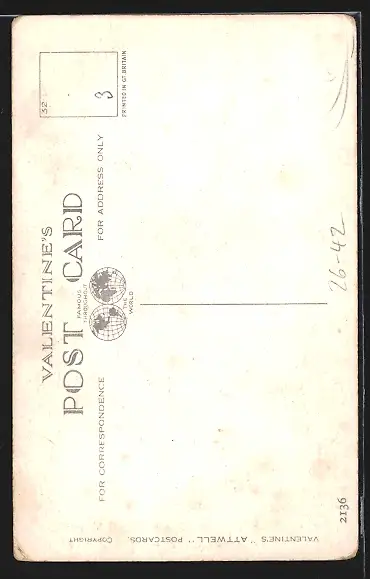 VALENTINE'S
POST CARD
FAMOUS
THROUGHOUT
THE
WORLD
FOR CORRESPONDENCE
FOR ADDRESS ONLY
32
3
PRINTED IN GT. BRITAIN
VALENTINE'S "ATTWELL" POSTCARDS. COPYRIGHT
2136
26-42